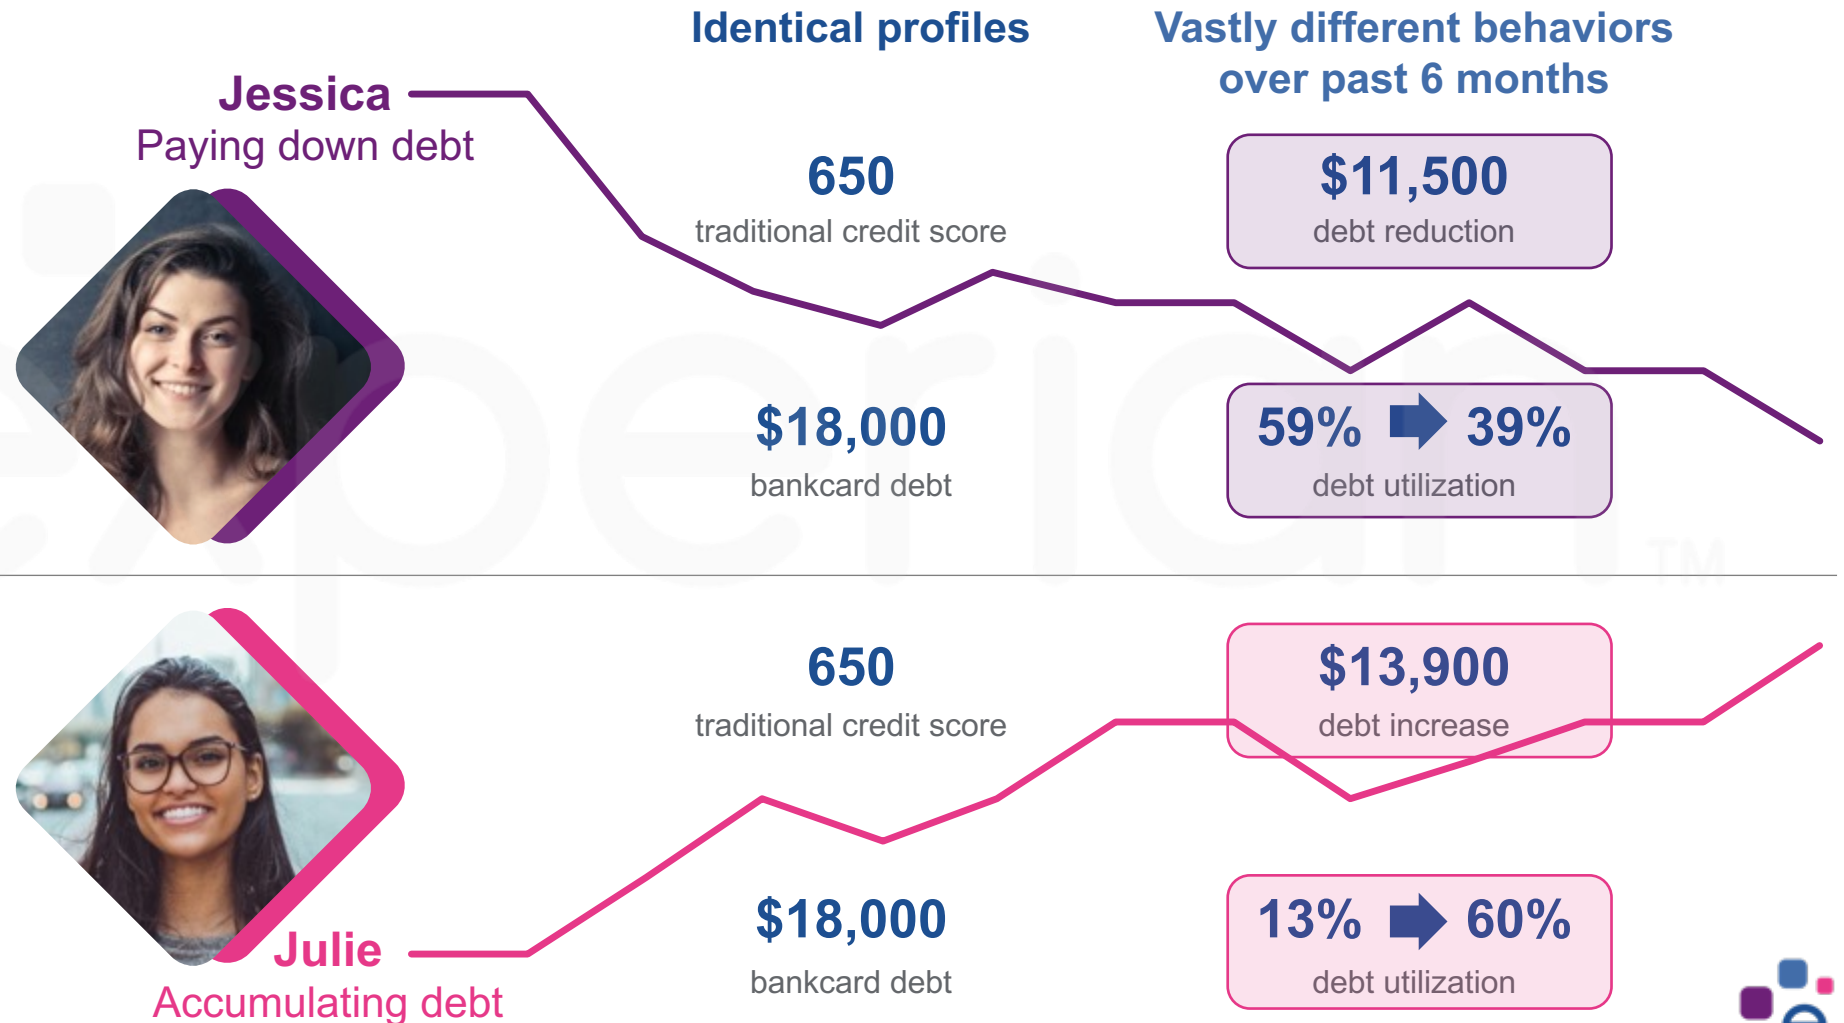 Identical profiles
Vastly different behaviors
over past 6 months
Jessica
Paying down debt
650
traditional credit score
$11,500
debt reduction
$18,000
bankcard debt
59% 39%
debt utilization
experian
TM
650
traditional credit score
$13,900
debt increase
Julie
Accumulating debt
$18,000
bankcard debt
13% 60%
debt utilization
e